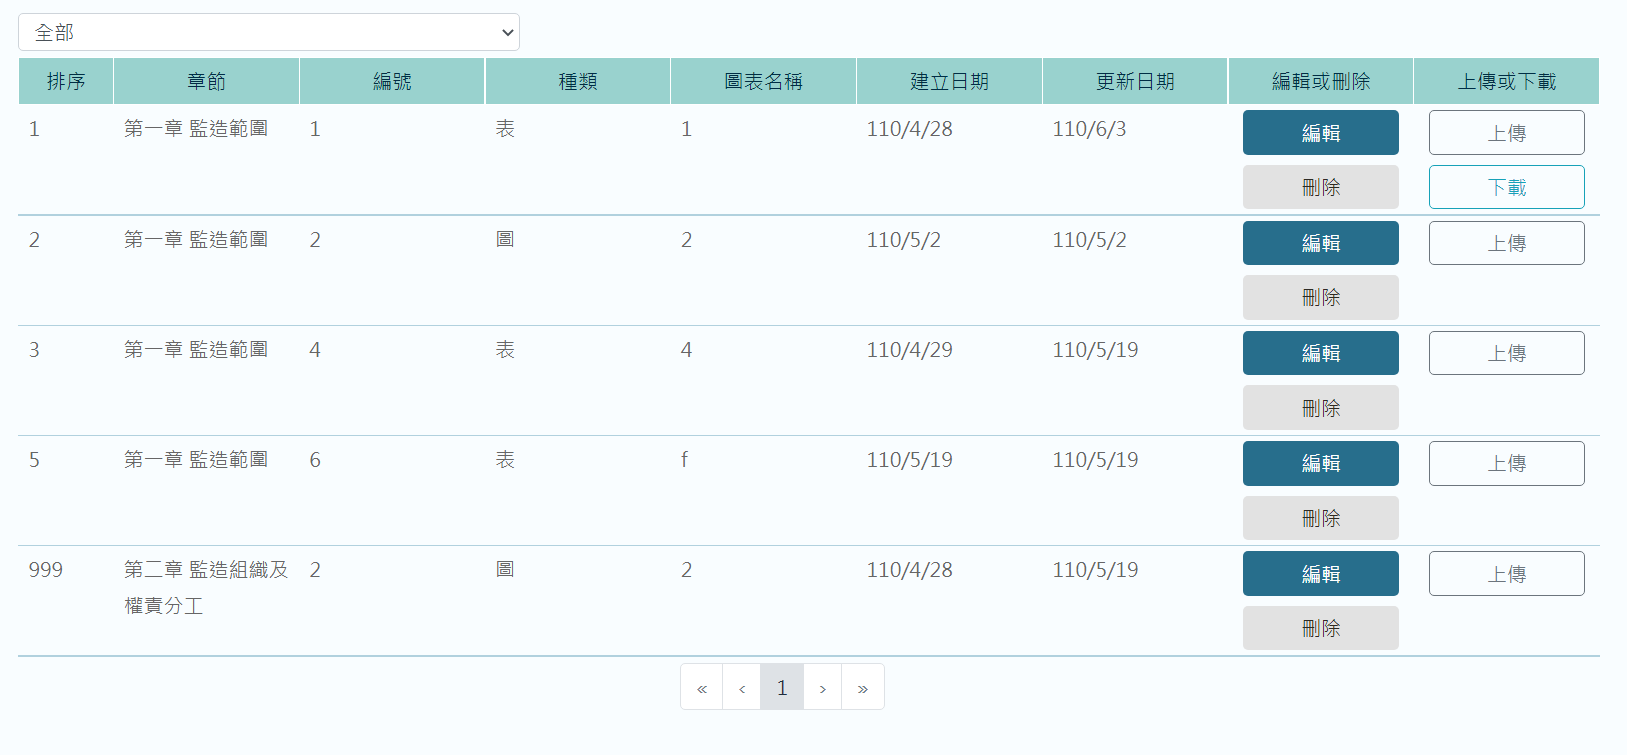 全部
排序 章節 編號 種類 圖表名稱 建立日期 更新日期 編輯或刪除 上傳或下載
1 第一章 監造範圍 1 表 1 110/4/28 110/6/3 編輯 上傳
刪除 下載
2 第一章 監造範圍 2 圖 2 110/5/2 110/5/2 編輯 上傳
刪除
3 第一章 監造範圍 4 表 4 110/4/29 110/5/19 編輯 上傳
刪除
5 第一章 監造範圍 6 表 f 110/5/19 110/5/19 編輯 上傳
刪除
999 第二章 監造組織及 2 圖 2 110/4/28 110/5/19 編輯 上傳
權責分工
刪除
« ‹ 1 › »